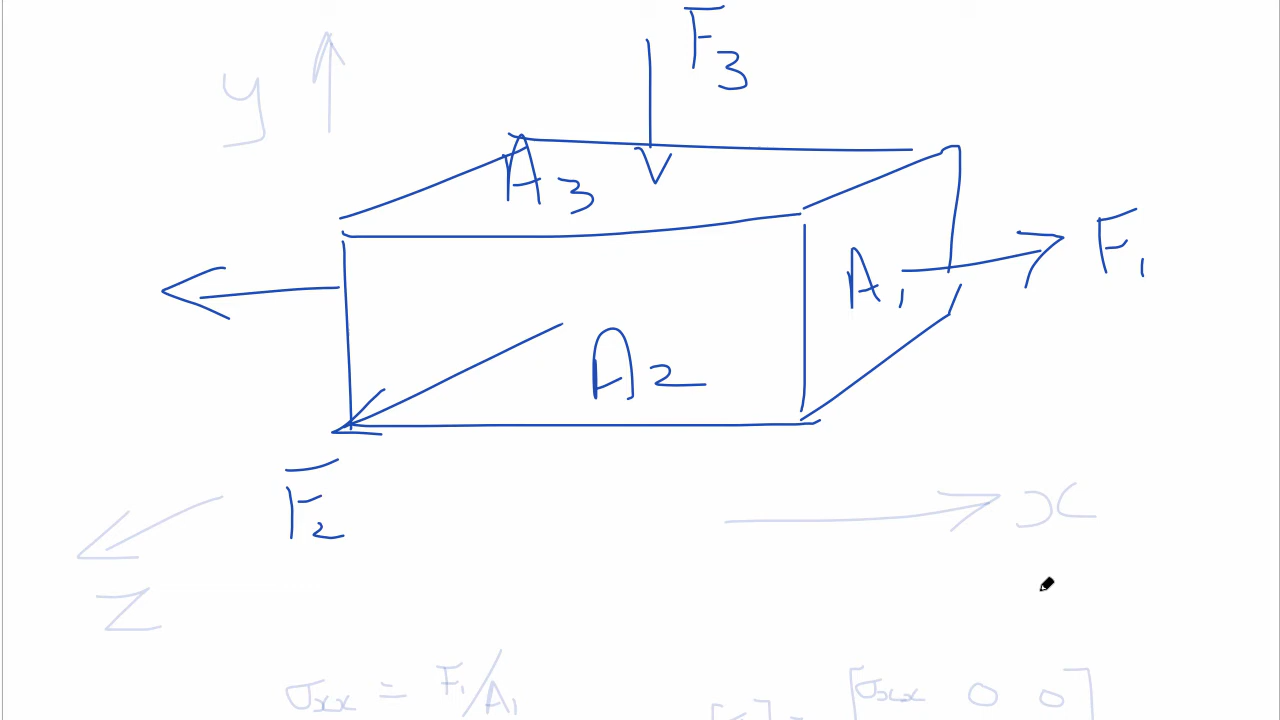 F3
y
A3
F1
A1
A2
F2
x
z
σxx = F1/A1
σxx 0 0